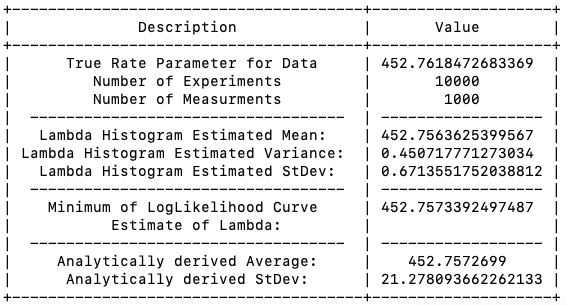 +----------------------------------------+--------------------+
|              Description               |       Value        |
+----------------------------------------+--------------------+
|      True Rate Parameter for Data      | 452.7618472683369  |
|         Number of Experiments          |       10000        |
|         Number of Measurments          |        1000        |
|  -----------------------------------   | ------------------ |
|   Lambda Histogram Estimated Mean:     | 452.7563625399567  |
| Lambda Histogram Estimated Variance:   | 0.450717771273034  |
|   Lambda Histogram Estimated StDev:    | 0.6713551752038812 |
|  -----------------------------------   | ------------------ |
|    Minimum of LogLikelihood Curve      | 452.7573392497487  |
|          Estimate of Lambda:           |                    |
|  -----------------------------------   | ------------------ |
|     Analytically derived Average:      |    452.7572699     |
|      Analytically derived StDev:       | 21.278093662262133 |
+----------------------------------------+--------------------+